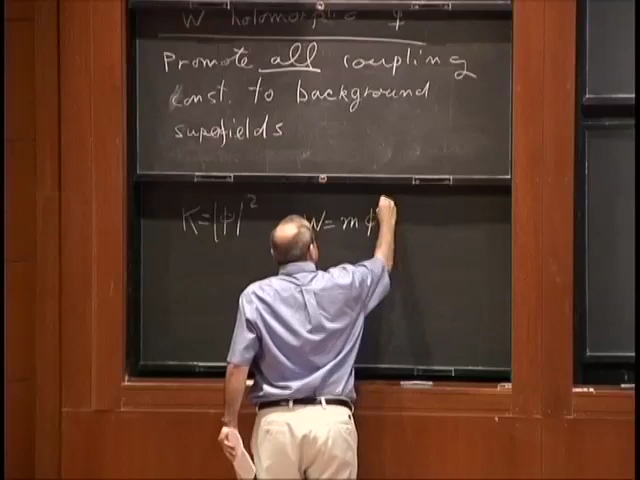 W holomorphic φ
Promote all coupling
const. to background
superfields
K=|φ|² W=mφ